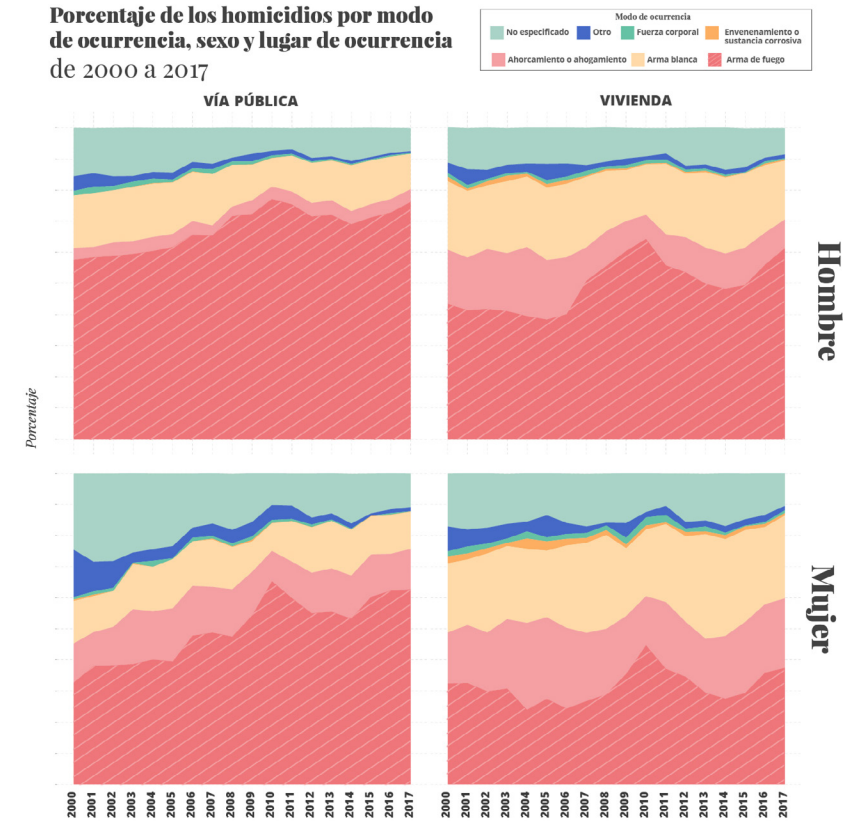 Porcentaje de los homicidios por modo
de ocurrencia, sexo y lugar de ocurrencia
de 2000 a 2017
Modo de ocurrencia
No especificado
Otro
Fuerza corporal
Envenenamiento o
sustancia corrosiva
Ahorcamiento o ahogamiento
Arma blanca
Arma de fuego
VÍA PÚBLICA
VIVIENDA
Hombre
Porcentaje
Mujer
2000 2001 2002 2003 2004 2005 2006 2007 2008 2009 2010 2011 2012 2013 2014 2015 2016 2017
2000 2001 2002 2003 2004 2005 2006 2007 2008 2009 2010 2011 2012 2013 2014 2015 2016 2017